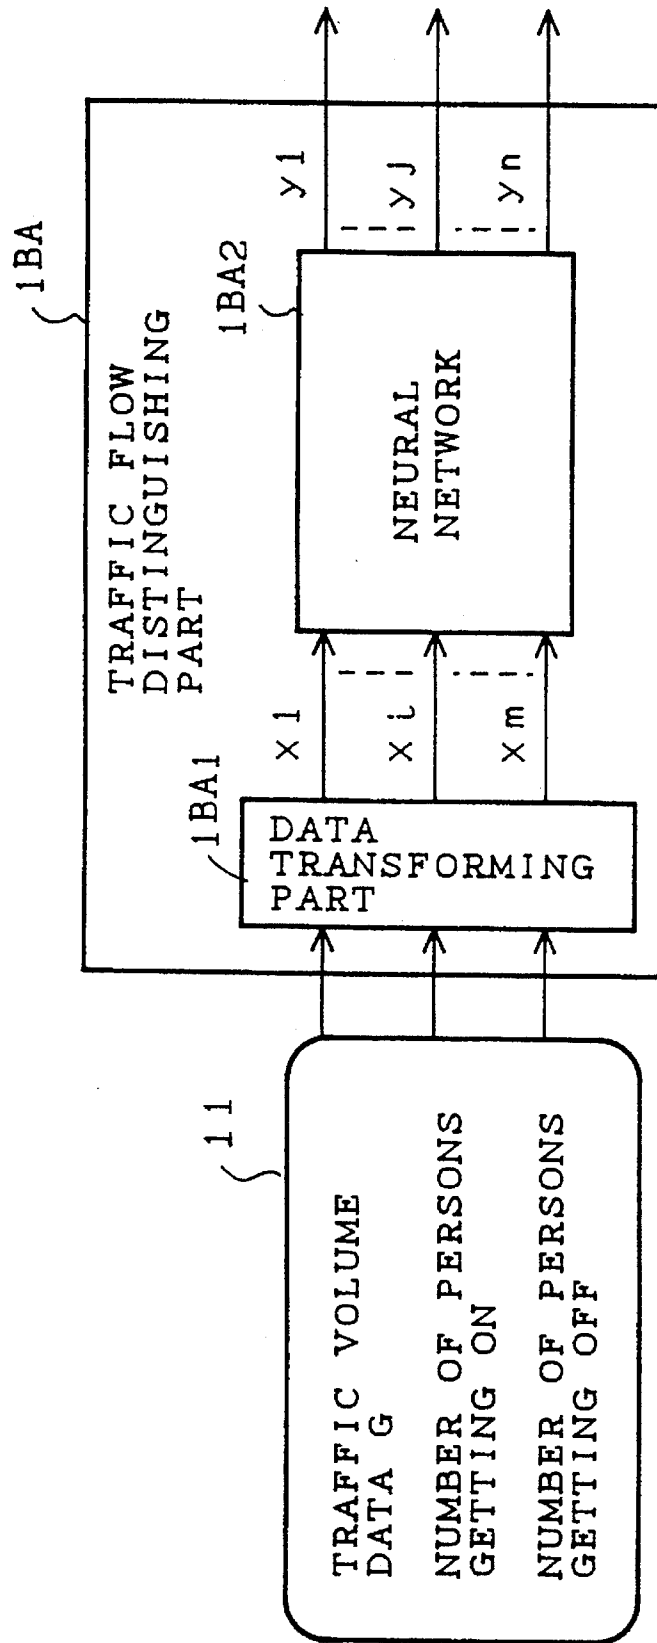 11
TRAFFIC VOLUME
DATA G
NUMBER OF PERSONS
GETTING ON
NUMBER OF PERSONS
GETTING OFF
1BA
TRAFFIC FLOW
DISTINGUISHING
PART
1BA1
DATA
TRANSFORMING
PART
x1
xi
xm
1BA2
NEURAL
NETWORK
y1
yj
yn